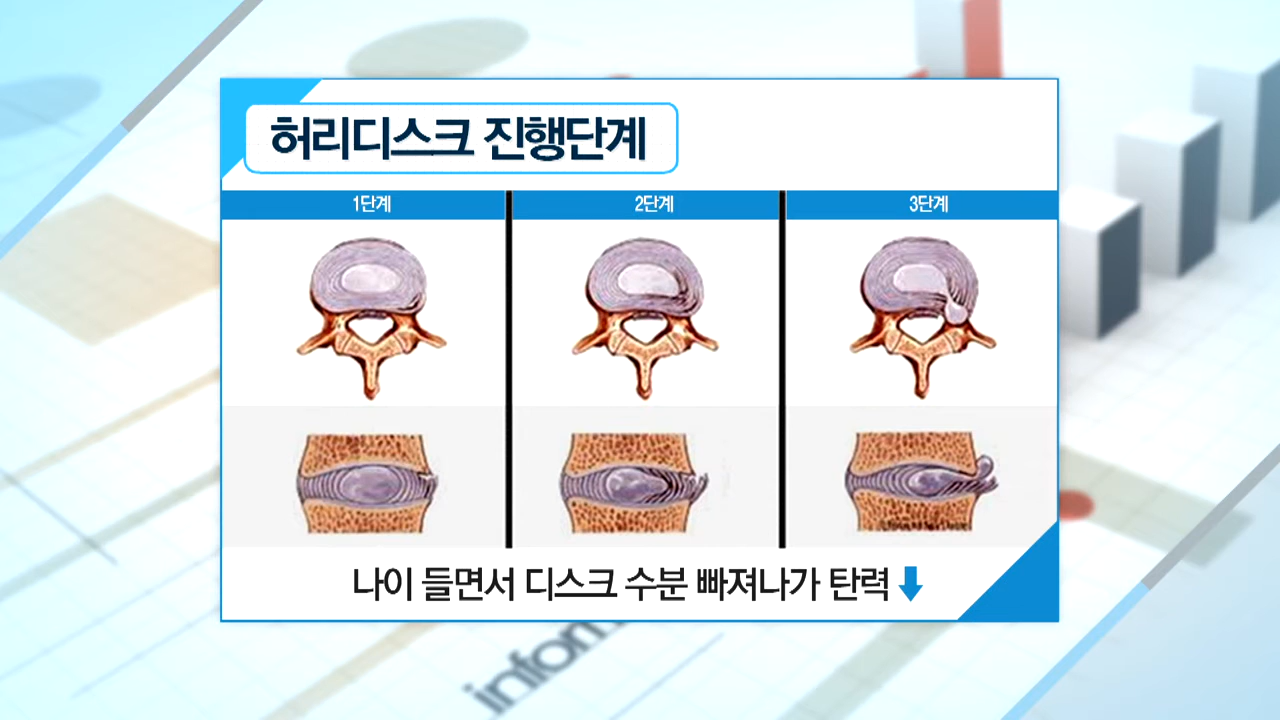 허리디스크 진행단계
1단계
2단계
3단계
나이 들면서 디스크 수분 빠져나가 탄력
infom